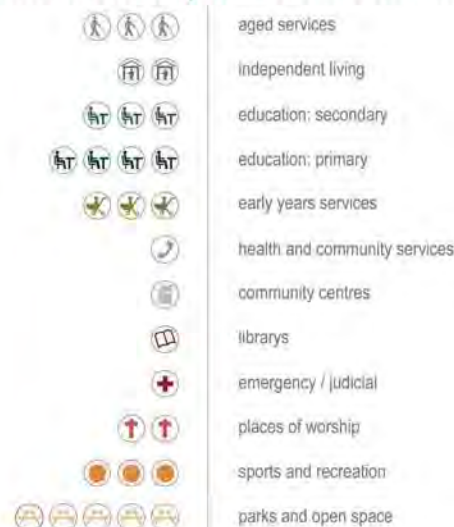 aged services
independent living
education: secondary
education: primary
early years services
health and community services
community centres
librarys
emergency / judicial
places of worship
sports and recreation
parks and open space